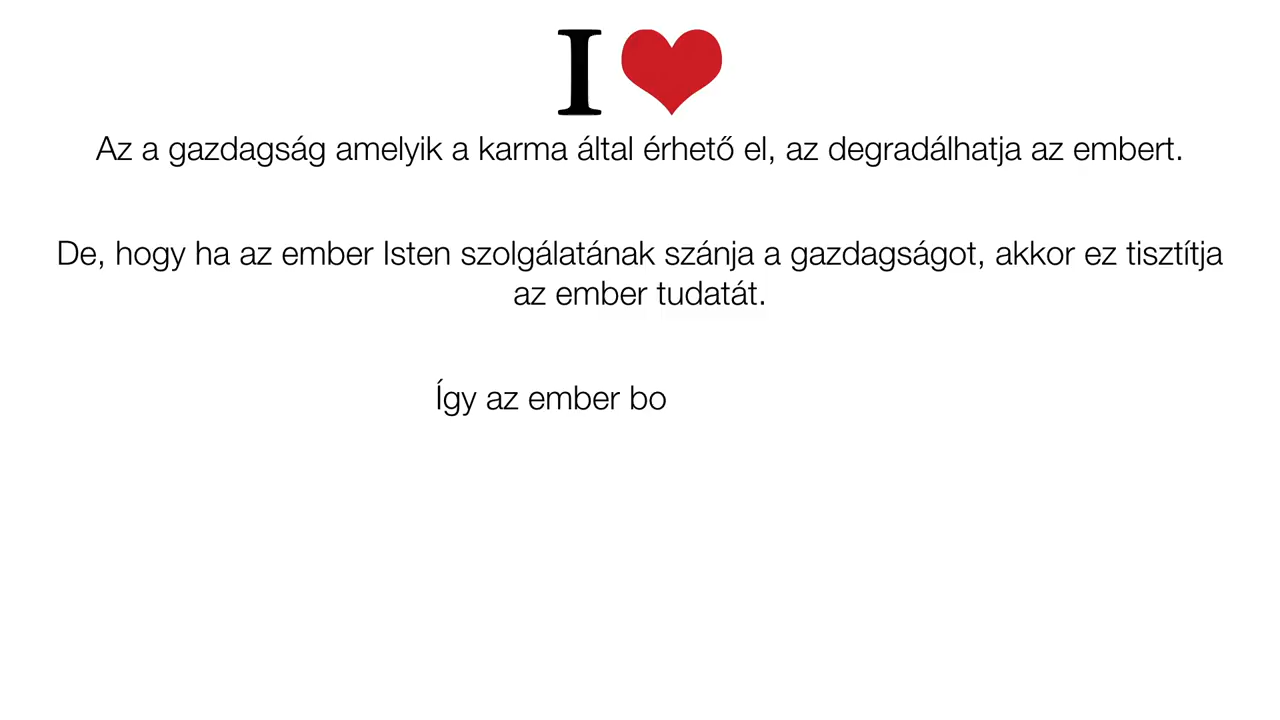 I
Az a gazdagság amelyik a karma által érhető el, az degradálhatja az embert.
De, hogy ha az ember Isten szolgálatának szánja a gazdagságot, akkor ez tisztítja
az ember tudatát.
Így az ember bo